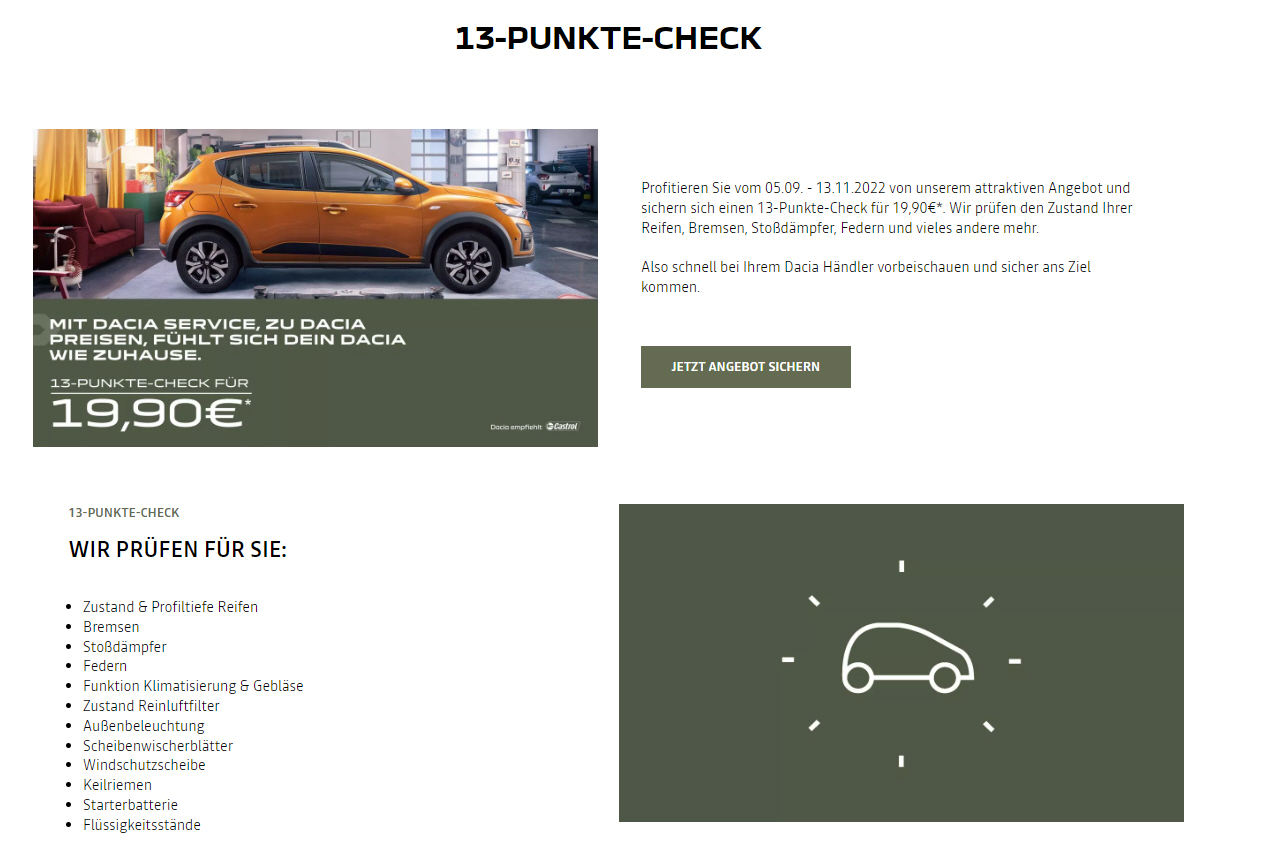 13-PUNKTE-CHECK
MIT DACIA SERVICE, ZU DACIA
PREISEN, FÜHLT SICH DEIN DACIA
WIE ZUHAUSE.
13-PUNKTE-CHECK FÜR
19,90€*
Dacia empfiehlt Castrol
Profitieren Sie vom 05.09. - 13.11.2022 von unserem attraktiven Angebot und
sichern sich einen 13-Punkte-Check für 19,90€*. Wir prüfen den Zustand Ihrer
Reifen, Bremsen, Stoßdämpfer, Federn und vieles andere mehr.
Also schnell bei Ihrem Dacia Händler vorbeischauen und sicher ans Ziel
kommen.
JETZT ANGEBOT SICHERN
13-PUNKTE-CHECK
WIR PRÜFEN FÜR SIE:
• Zustand & Profiltiefe Reifen
• Bremsen
• Stoßdämpfer
• Federn
• Funktion Klimatisierung & Gebläse
• Zustand Reinluftfilter
• Außenbeleuchtung
• Scheibenwischerblätter
• Windschutzscheibe
• Keilriemen
• Starterbatterie
• Flüssigkeitsstände